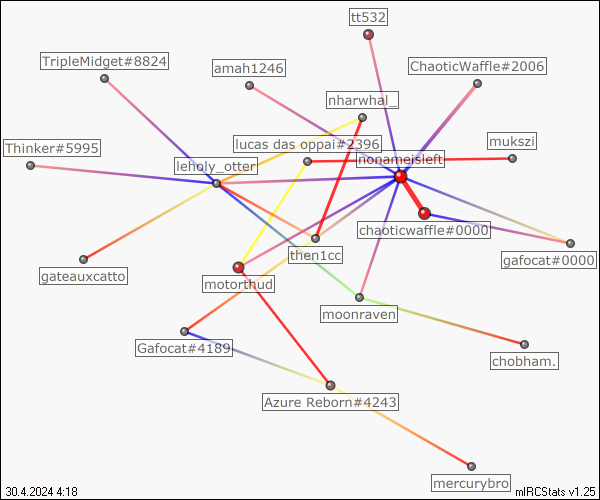 tt532
TripleMidget#8824
amah1246
ChaoticWaffle#2006
nharwhal_
lucas das oppai#2396
mukszi
Thinker#5995
leholy_otter
nonameisleft
chaoticwaffle#0000
then1cc
gafocat#0000
gateauxcatto
motorthud
moonraven
Gafocat#4189
chobham.
Azure Reborn#4243
mercurybro
30.4.2024 4:18
mIRCStats v1.25